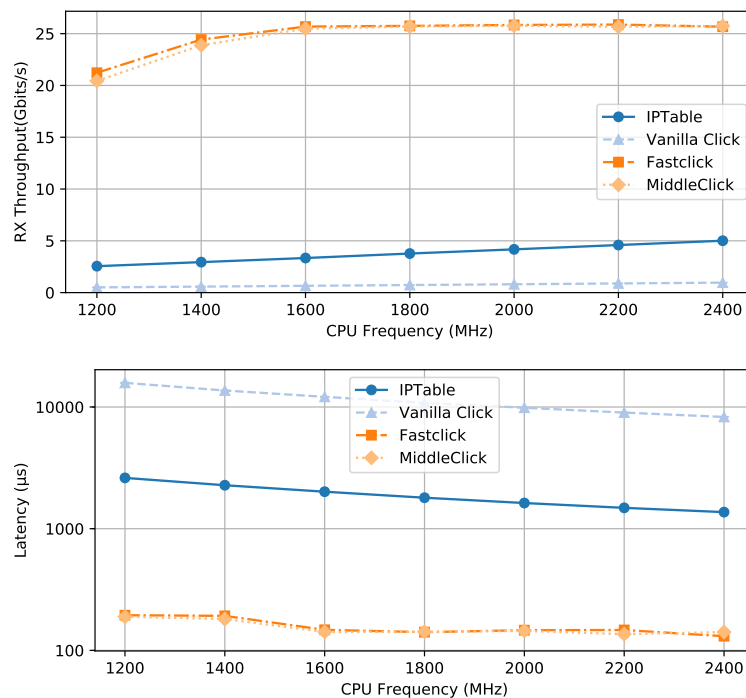 25
20
15
10
5
0
RX Throughput(Gbits/s)
IPTable
Vanilla Click
Fastclick
MiddleClick
1200 1400 1600 1800 2000 2200 2400
CPU Frequency (MHz)
10000
1000
100
Latency (µs)
IPTable
Vanilla Click
Fastclick
MiddleClick
1200 1400 1600 1800 2000 2200 2400
CPU Frequency (MHz)